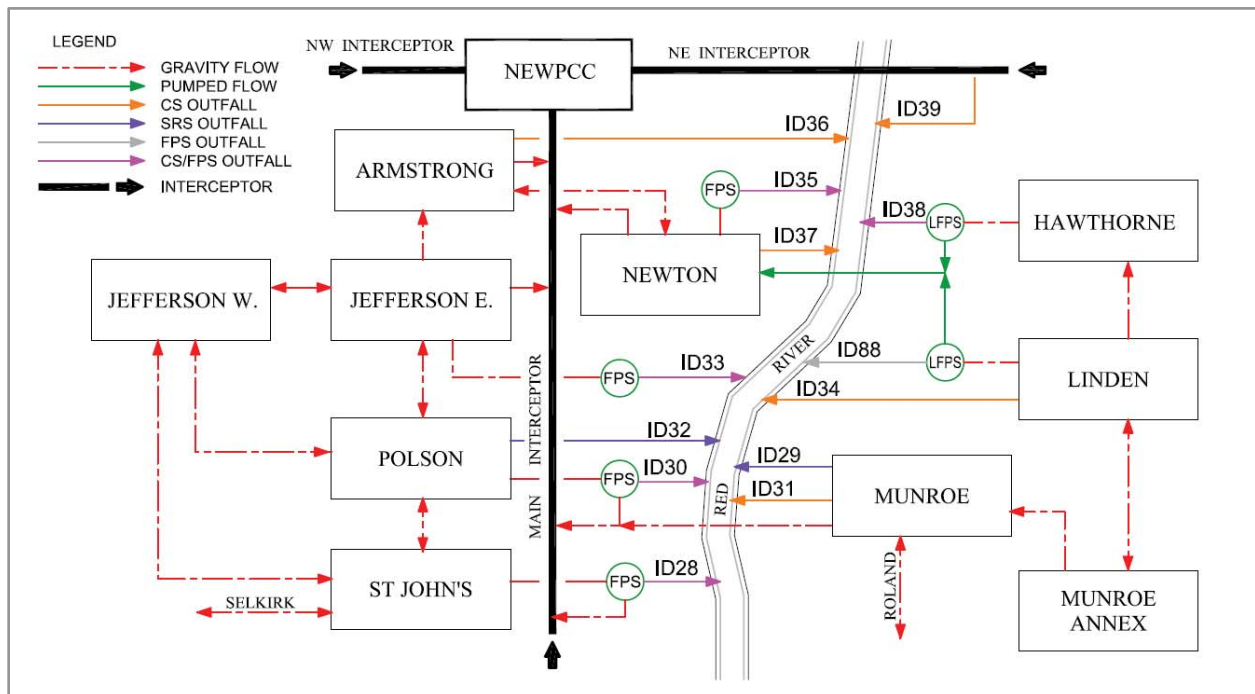 LEGEND
GRAVITY FLOW
PUMPED FLOW
CS OUTFALL
SRS OUTFALL
FPS OUTFALL
CS/FPS OUTFALL
INTERCEPTOR
NW INTERCEPTOR
NEWPCC
NE INTERCEPTOR
ID36
ID39
ARMSTRONG
FPS
ID35
ID38
LFPS
HAWTHORNE
ID37
NEWTON
JEFFERSON W.
JEFFERSON E.
RIVER
ID88
LFPS
LINDEN
FPS
ID33
ID34
MAIN INTERCEPTOR
POLSON
ID32
ID29
FPS
ID30
RED
ID31
MUNROE
ST JOHN'S
FPS
ID28
SELKIRK
ROLAND
MUNROE
ANNEX